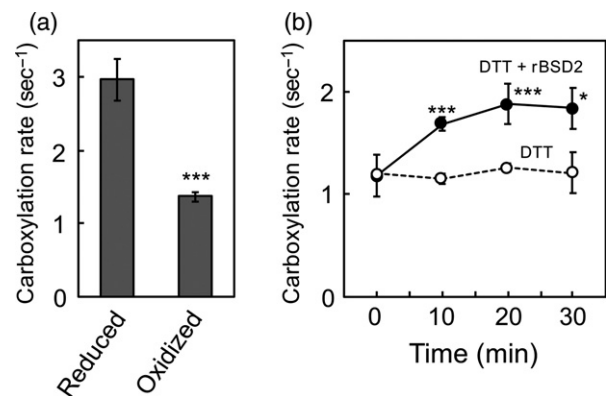 (a)
Carboxylation rate (sec⁻¹)
3
2
1
0
***
Reduced
Oxidized
(b)
Carboxylation rate (sec⁻¹)
2
1
0
DTT + rBSD2
***
***
*
DTT
0 10 20 30
Time (min)